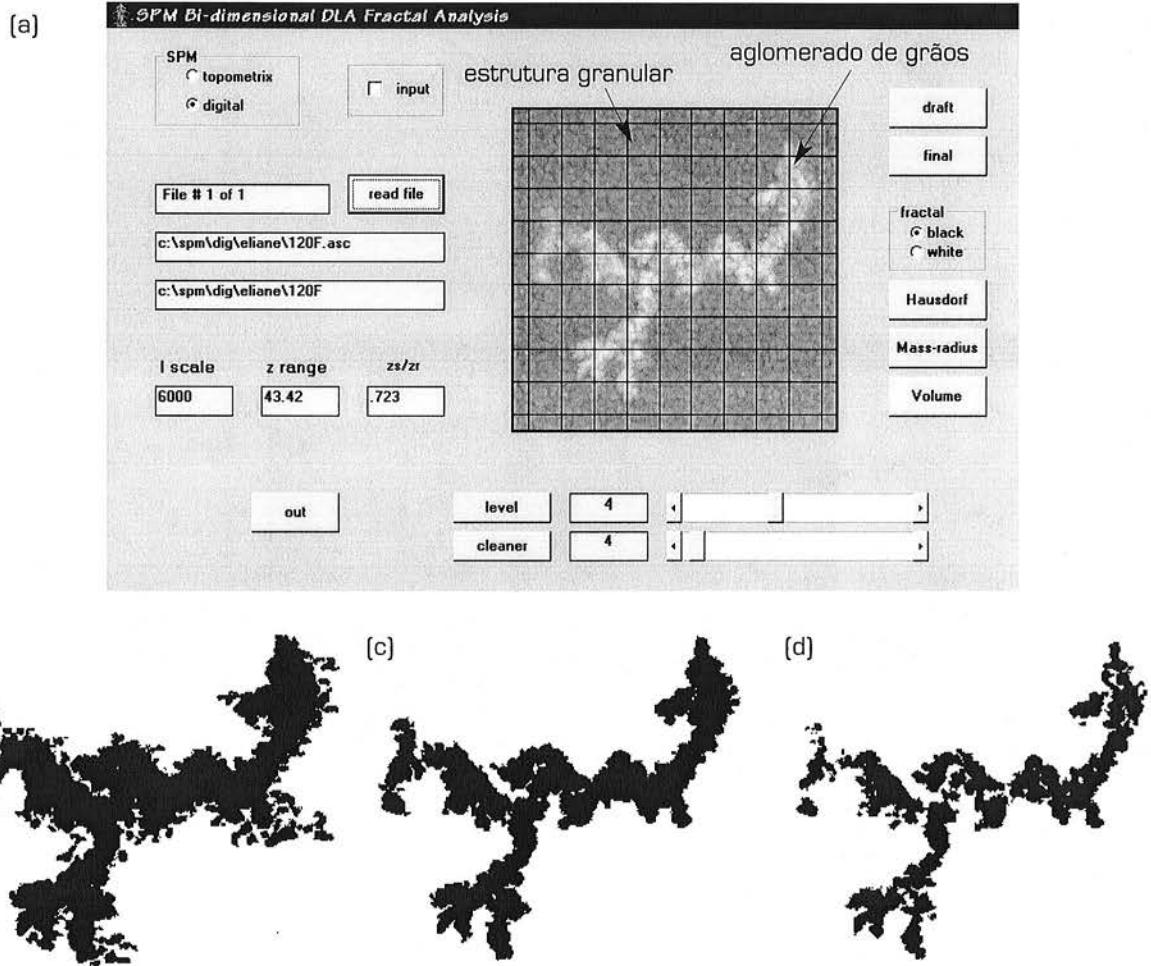 (a)
SPM Bi-dimensional DLA Fractal Analysis
SPM
topometrix
digital
input
estrutura granular
aglomerado de grãos
draft
final
File # 1 of 1
read file
fractal
black
white
c:\spm\dig\eliane\120F.asc
c:\spm\dig\eliane\120F
Hausdorf
Mass-radius
Volume
l scale
z range
zs/zr
6000
43.42
.723
out
level
4
cleaner
4
(c)
(d)